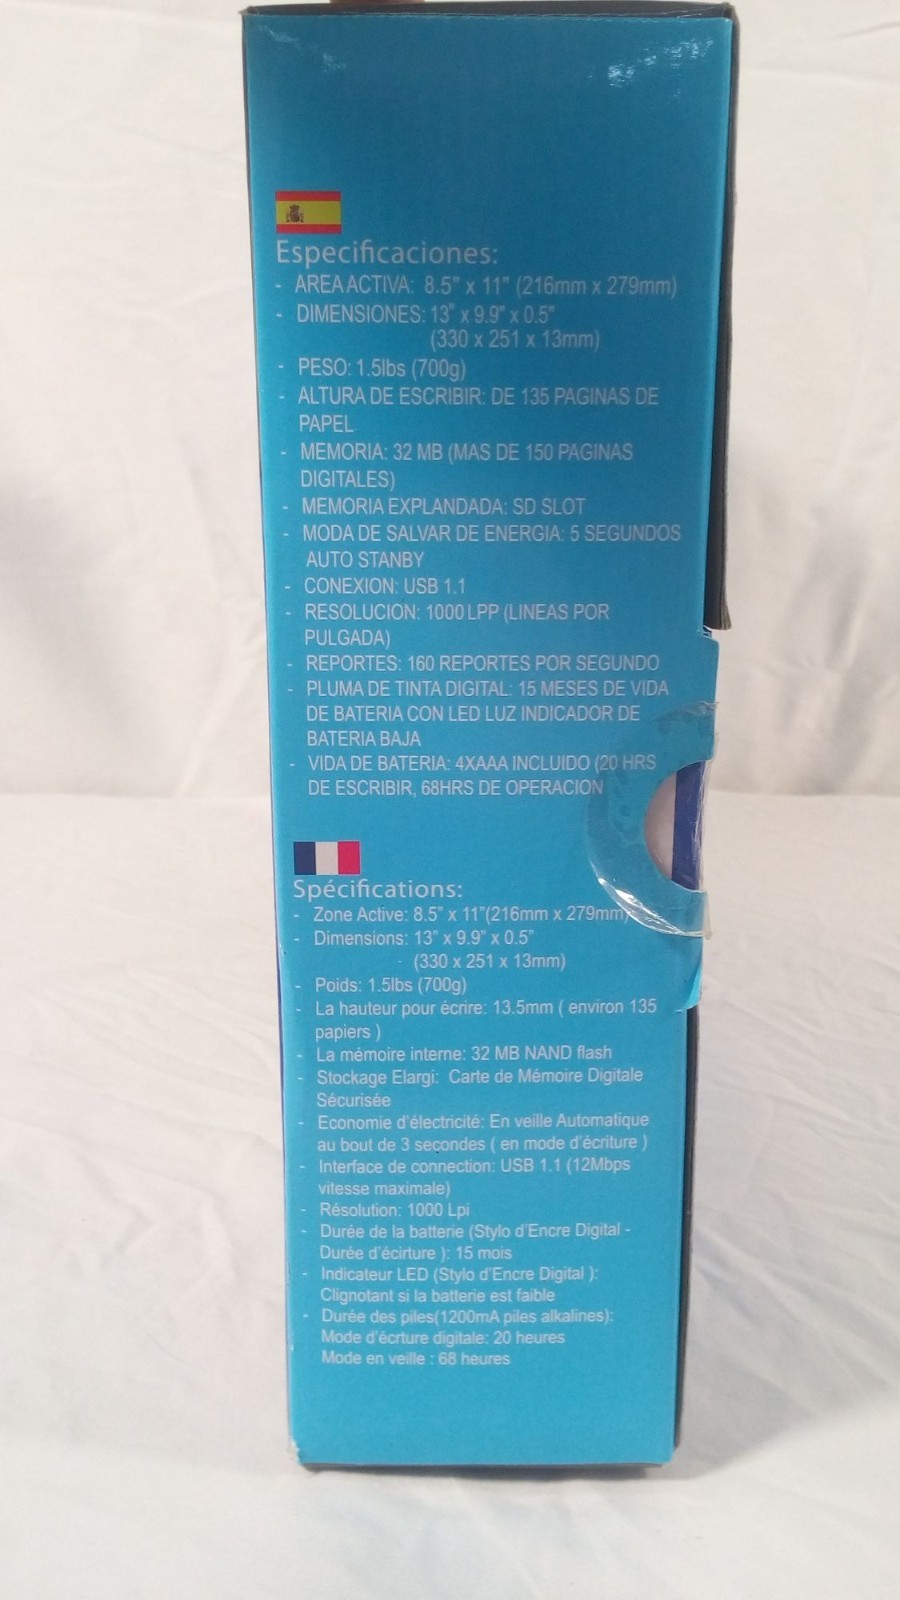 Especificaciones:
- AREA ACTIVA: 8.5" x 11" (216mm x 279mm)
- DIMENSIONES: 13" x 9.9" x 0.5"
(330 x 251 x 13mm)
- PESO: 1.5lbs (700g)
- ALTURA DE ESCRIBIR: DE 135 PAGINAS DE
PAPEL
- MEMORIA: 32 MB (MAS DE 150 PAGINAS
DIGITALES)
- MEMORIA EXPLANDADA: SD SLOT
- MODA DE SALVAR DE ENERGIA: 5 SEGUNDOS
AUTO STANBY
- CONEXION: USB 1.1
- RESOLUCION: 1000 LPP (LINEAS POR
PULGADA)
- REPORTES: 160 REPORTES POR SEGUNDO
- PLUMA DE TINTA DIGITAL: 15 MESES DE VIDA
DE BATERIA CON LED LUZ INDICADOR DE
BATERIA BAJA
- VIDA DE BATERIA: 4XAAA INCLUIDO (20 HRS
DE ESCRIBIR, 68HRS DE OPERACION
Spécifications:
- Zone Active: 8.5" x 11"(216mm x 279mm)
- Dimensions: 13" x 9.9" x 0.5"
(330 x 251 x 13mm)
- Poids: 1.5lbs (700g)
- La hauteur pour écrire: 13.5mm ( environ 135
papiers )
- La mémoire interne: 32 MB NAND flash
- Stockage Elargi: Carte de Mémoire Digitale
Sécurisée
- Economie d'électricité: En veille Automatique
au bout de 3 secondes ( en mode d'écriture )
- Interface de connection: USB 1.1 (12Mbps
vitesse maximale)
- Résolution: 1000 Lpi
- Durée de la batterie (Stylo d'Encre Digital -
Durée d'écirture ): 15 mois
- Indicateur LED (Stylo d'Encre Digital ):
Clignotant si la batterie est faible
- Durée des piles(1200mA piles alkalines):
Mode d'écrture digitale: 20 heures
Mode en veille : 68 heures